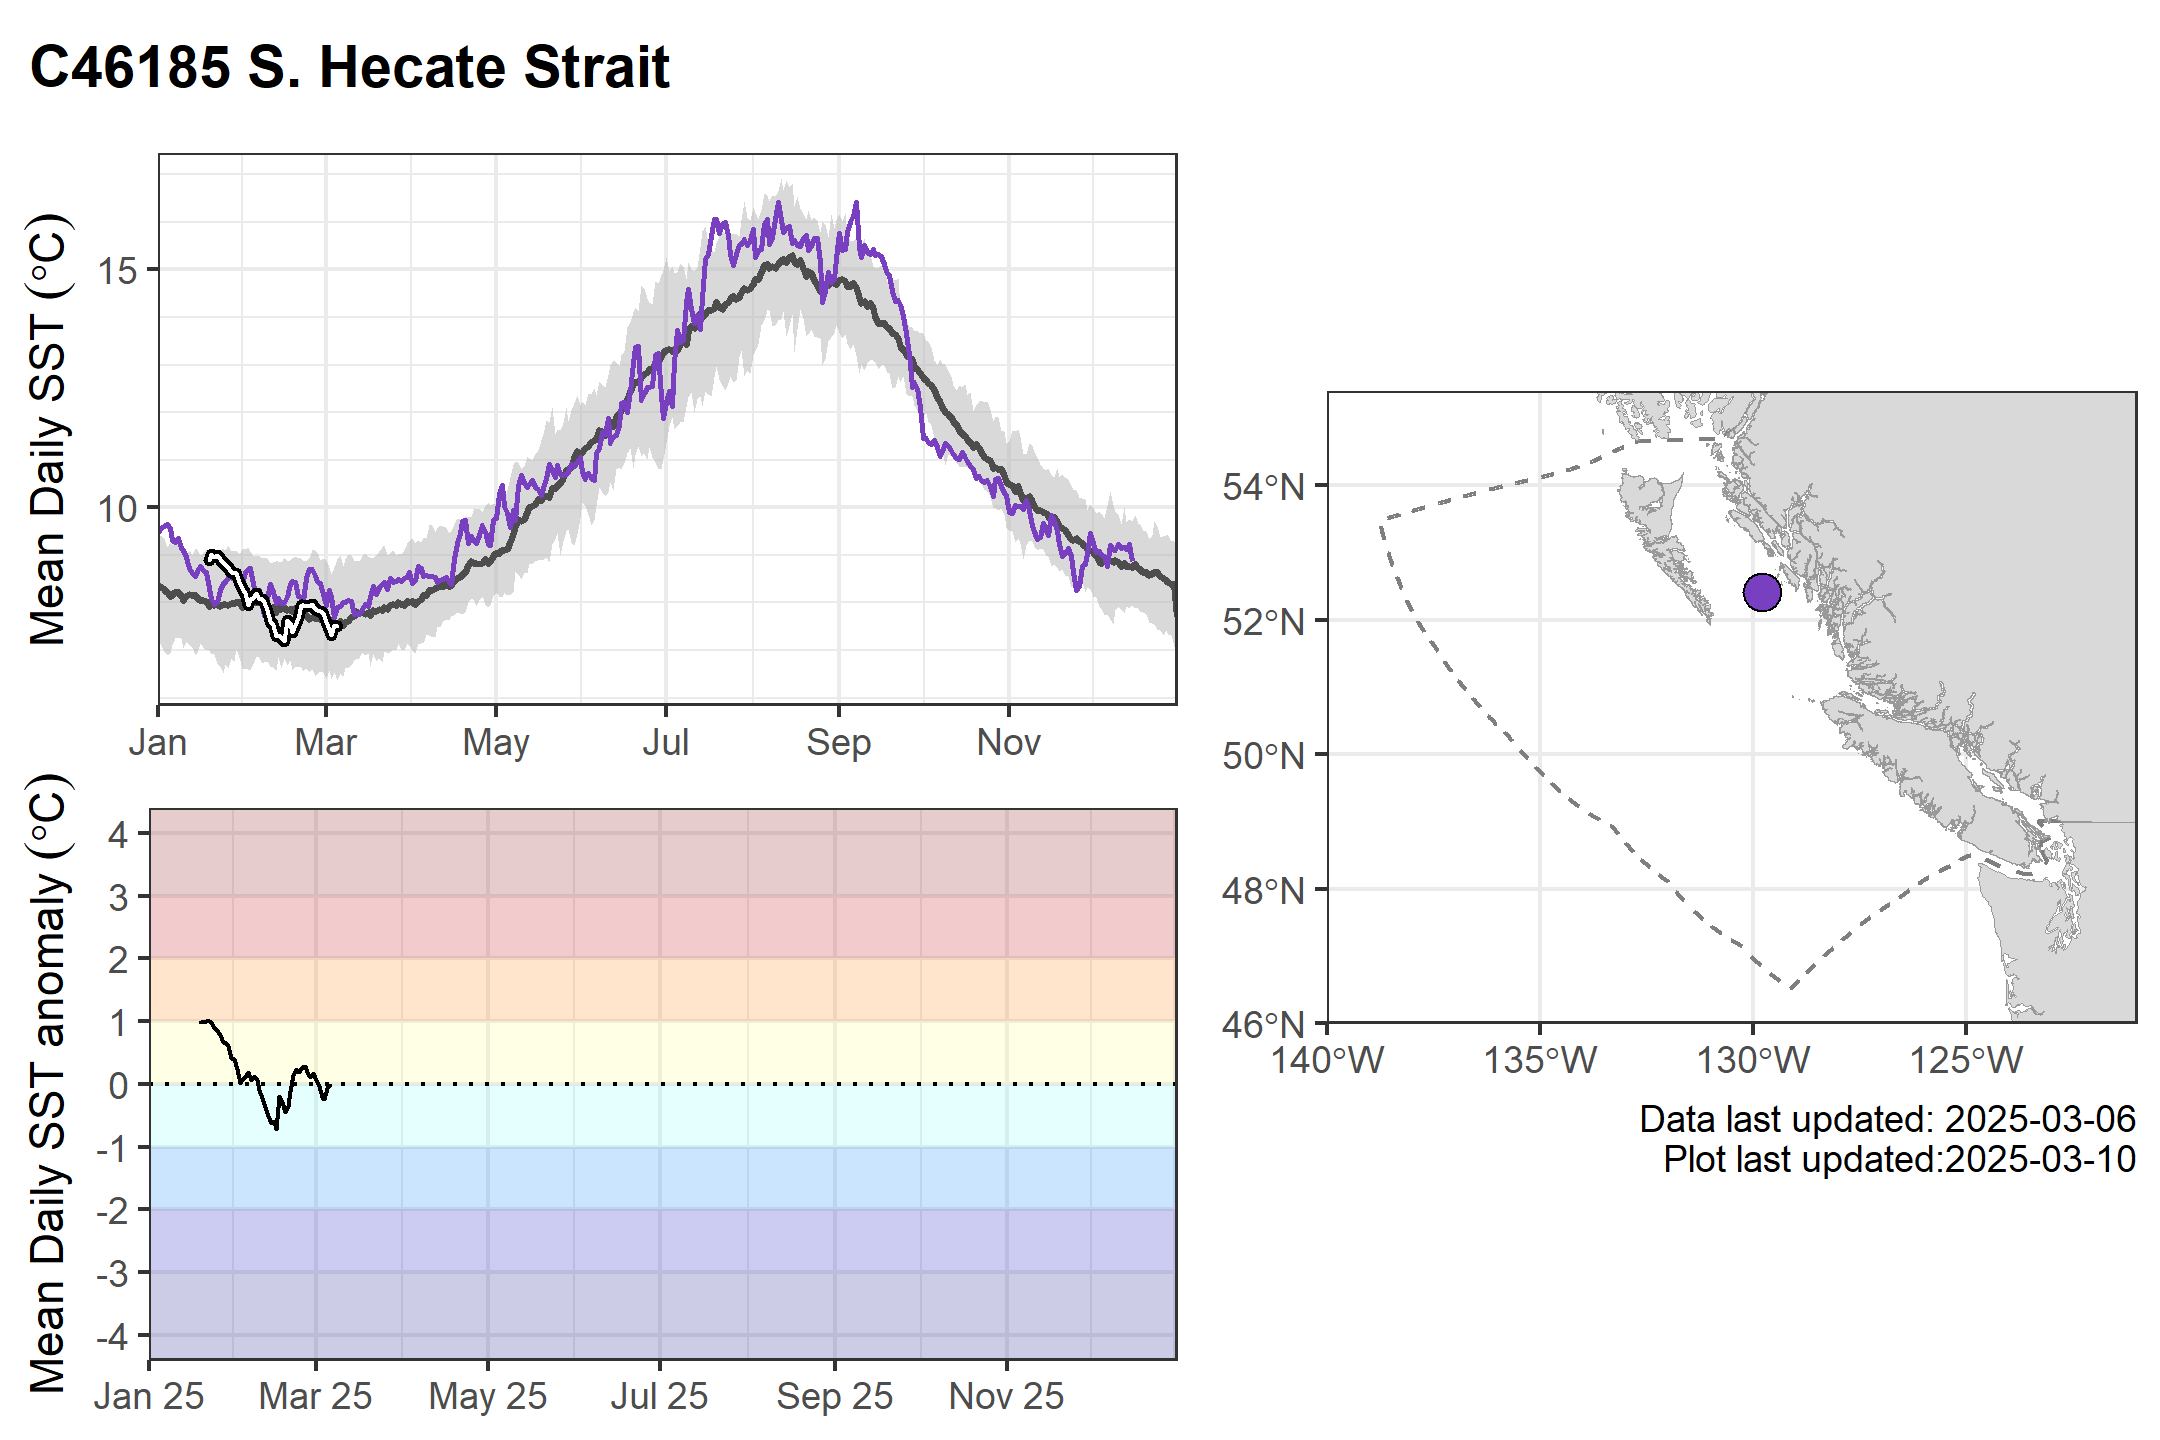 C46185 S. Hecate Strait
Mean Daily SST (°C)
15
10
Jan Mar May Jul Sep Nov
Mean Daily SST anomaly (°C)
4
3
2
1
0
-1
-2
-3
-4
Jan 25 Mar 25 May 25 Jul 25 Sep 25 Nov 25
54°N
52°N
50°N
48°N
46°N
140°W 135°W 130°W 125°W
Data last updated: 2025-03-06
Plot last updated:2025-03-10